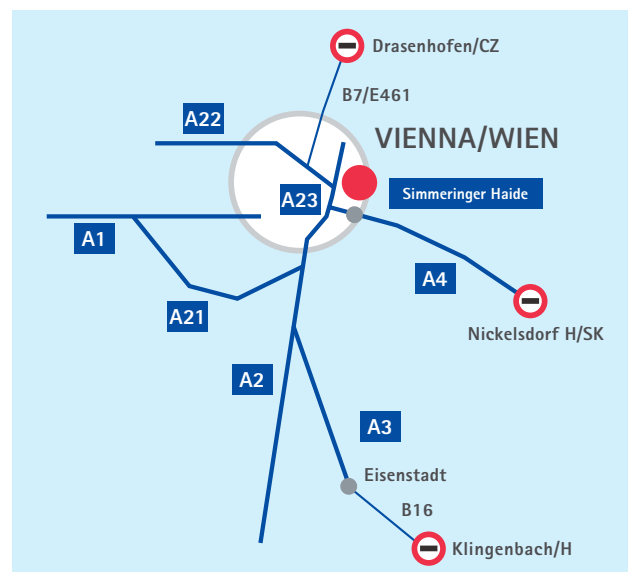 Drasenhofen/CZ
B7/E461
A22
VIENNA/WIEN
Simmeringer Haide
A23
A1
A4
A21
Nickelsdorf H/SK
A2
A3
Eisenstadt
B16
Klingenbach/H